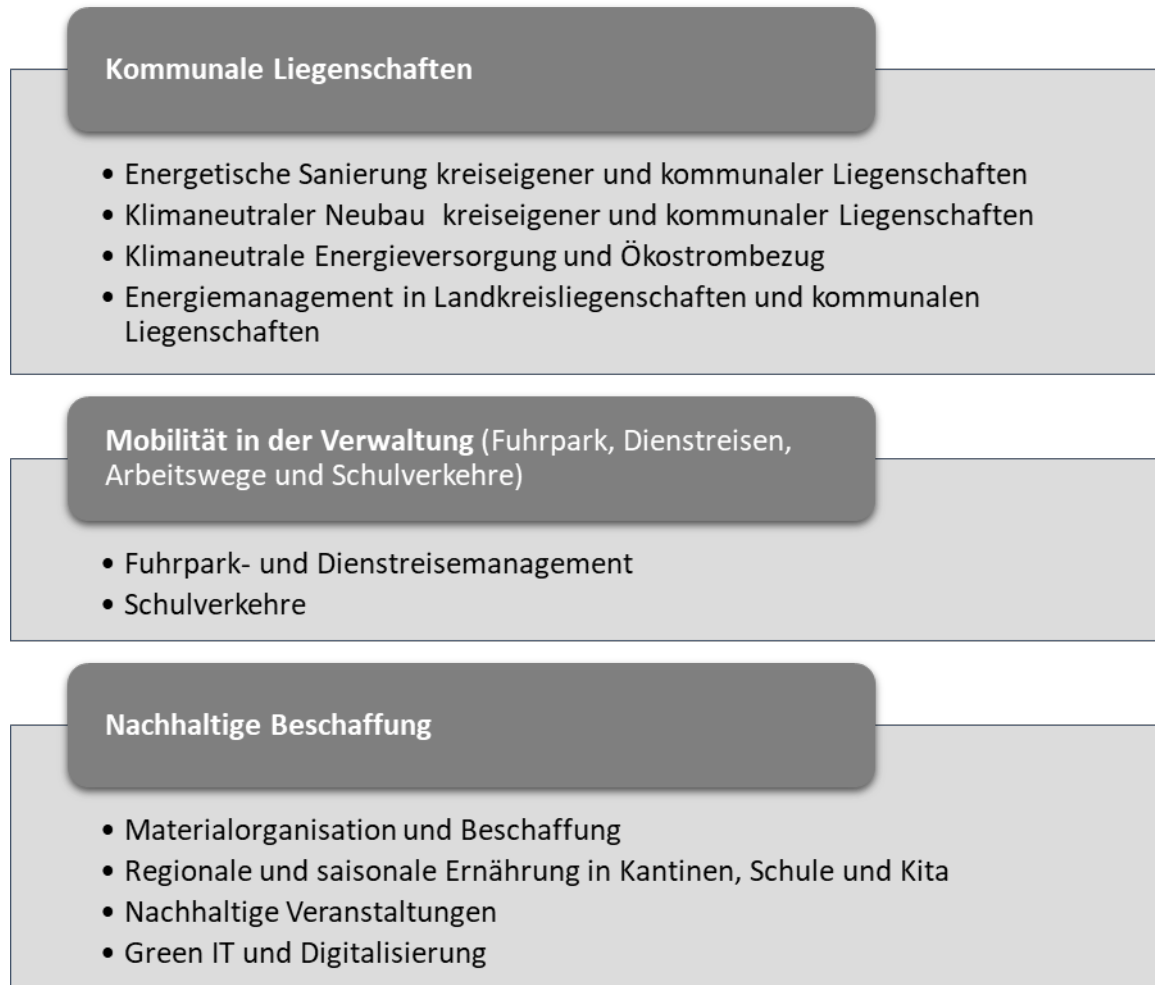 Kommunale Liegenschaften
• Energetische Sanierung kreiseigener und kommunaler Liegenschaften
• Klimaneutraler Neubau  kreiseigener und kommunaler Liegenschaften
• Klimaneutrale Energieversorgung und Ökostrombezug
• Energiemanagement in Landkreisliegenschaften und kommunalen
Liegenschaften
Mobilität in der Verwaltung (Fuhrpark, Dienstreisen,
Arbeitswege und Schulverkehre)
• Fuhrpark- und Dienstreisemanagement
• Schulverkehre
Nachhaltige Beschaffung
• Materialorganisation und Beschaffung
• Regionale und saisonale Ernährung in Kantinen, Schule und Kita
• Nachhaltige Veranstaltungen
• Green IT und Digitalisierung